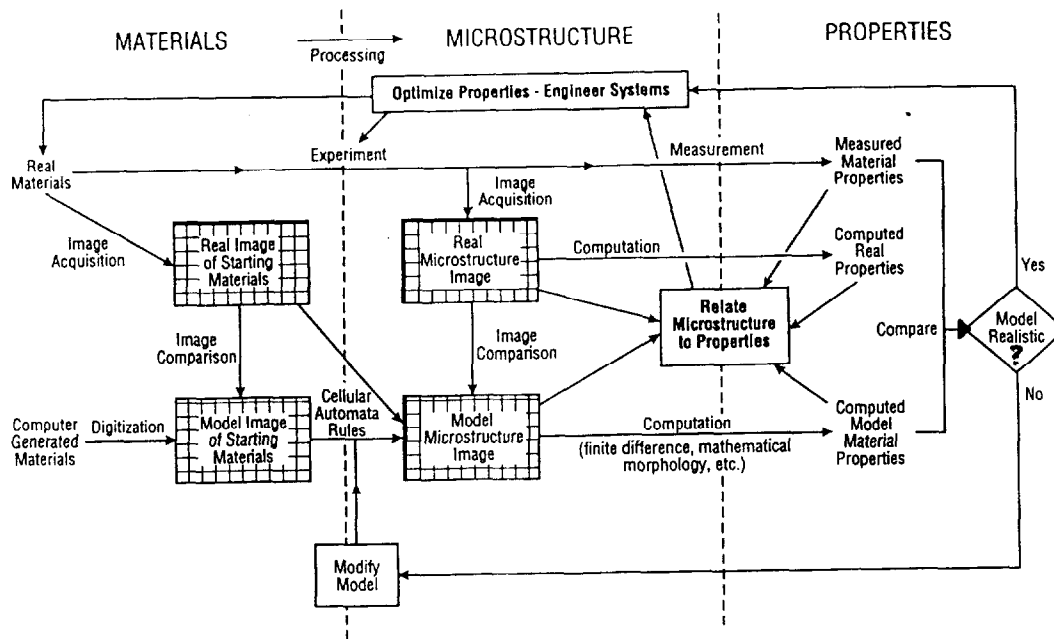 MATERIALS
Processing
MICROSTRUCTURE
PROPERTIES
Optimize Properties - Engineer Systems
Real
Materials
Experiment
Measurement
Measured
Material
Properties
Image
Acquisition
Image
Acquisition
Real Image
of Starting
Materials
Real
Microstructure
Image
Computation
Computed
Real
Properties
Yes
Relate
Microstructure
to Properties
Compare
Model
Realistic
?
No
Image
Comparison
Image
Comparison
Cellular
Automata
Rules
Computer
Generated
Materials
Digitization
Model Image
of Starting
Materials
Model
Microstructure
Image
Computation
(finite difference, mathematical
morphology, etc.)
Computed
Model
Material
Properties
Modify
Model